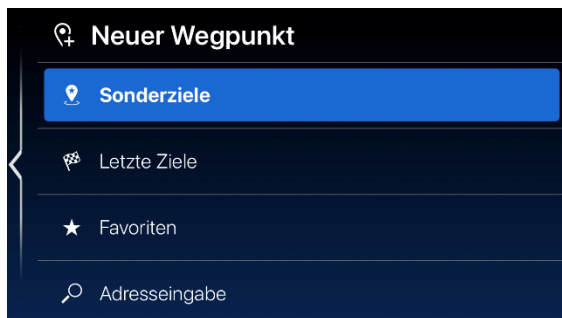 Neuer Wegpunkt
Sonderziele
Letzte Ziele
Favoriten
Adresseingabe